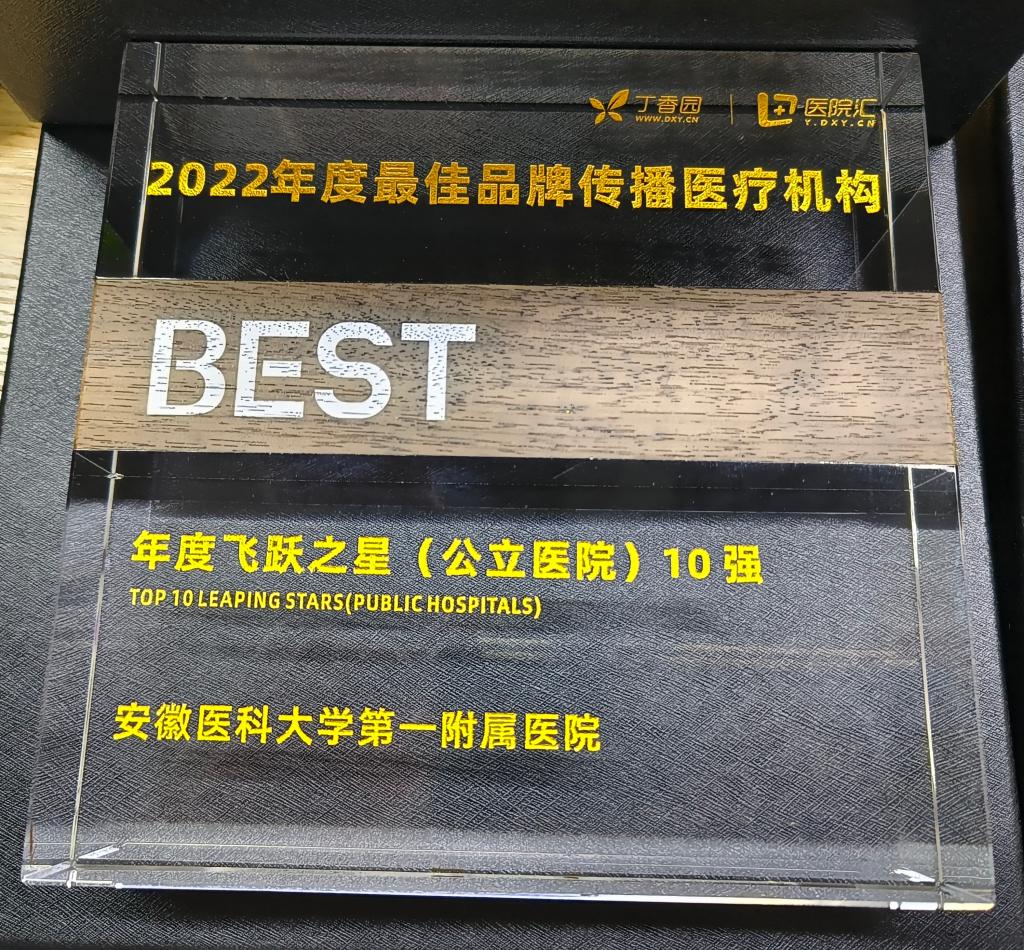 丁香园 | 医院汇
WWW.DXY.CN Y.DXY.CN
2022年度最佳品牌传播医疗机构
BEST
年度飞跃之星（公立医院）10 强
TOP 10 LEAPING STARS(PUBLIC HOSPITALS)
安徽医科大学第一附属医院